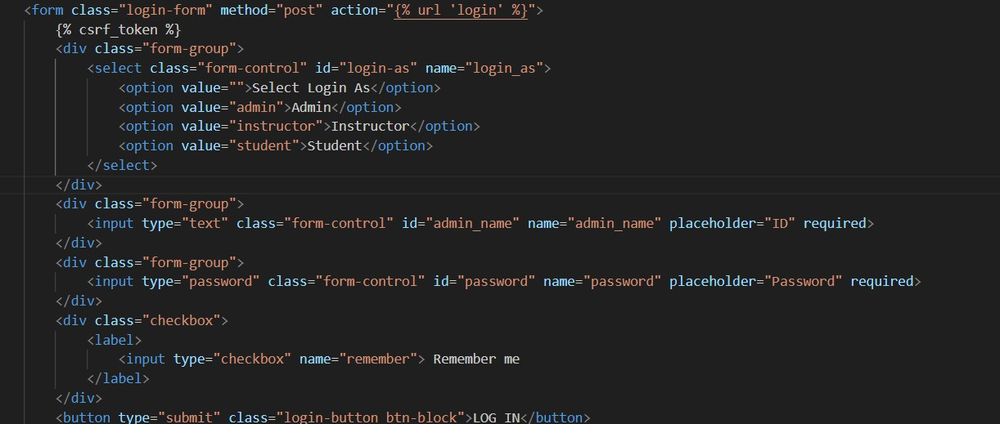 <form class="login-form" method="post" action="{% url 'login' %}">
{% csrf_token %}
<div class="form-group">
<select class="form-control" id="login-as" name="login_as">
<option value="">Select Login As</option>
<option value="admin">Admin</option>
<option value="instructor">Instructor</option>
<option value="student">Student</option>
</select>
</div>
<div class="form-group">
<input type="text" class="form-control" id="admin_name" name="admin_name" placeholder="ID" required>
</div>
<div class="form-group">
<input type="password" class="form-control" id="password" name="password" placeholder="Password" required>
</div>
<div class="checkbox">
<label>
<input type="checkbox" name="remember"> Remember me
</label>
</div>
<button type="submit" class="login-button btn-block">LOG IN</button>